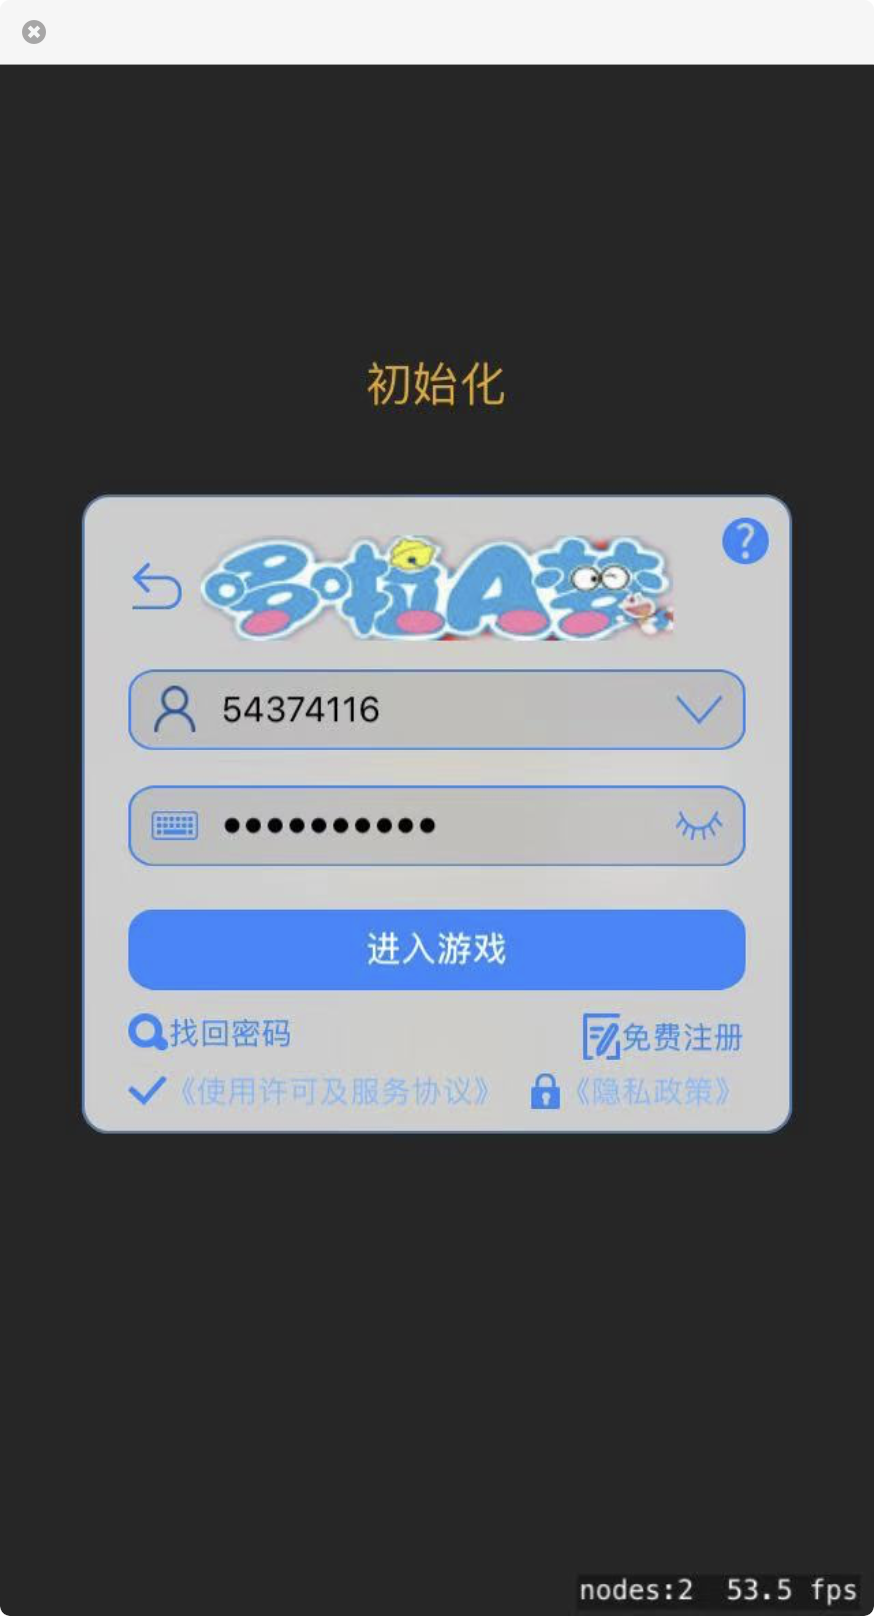 初始化
哆啦A梦
54374116
进入游戏
找回密码
免费注册
《使用许可及服务协议》
《隐私政策》
nodes:2 53.5 fps